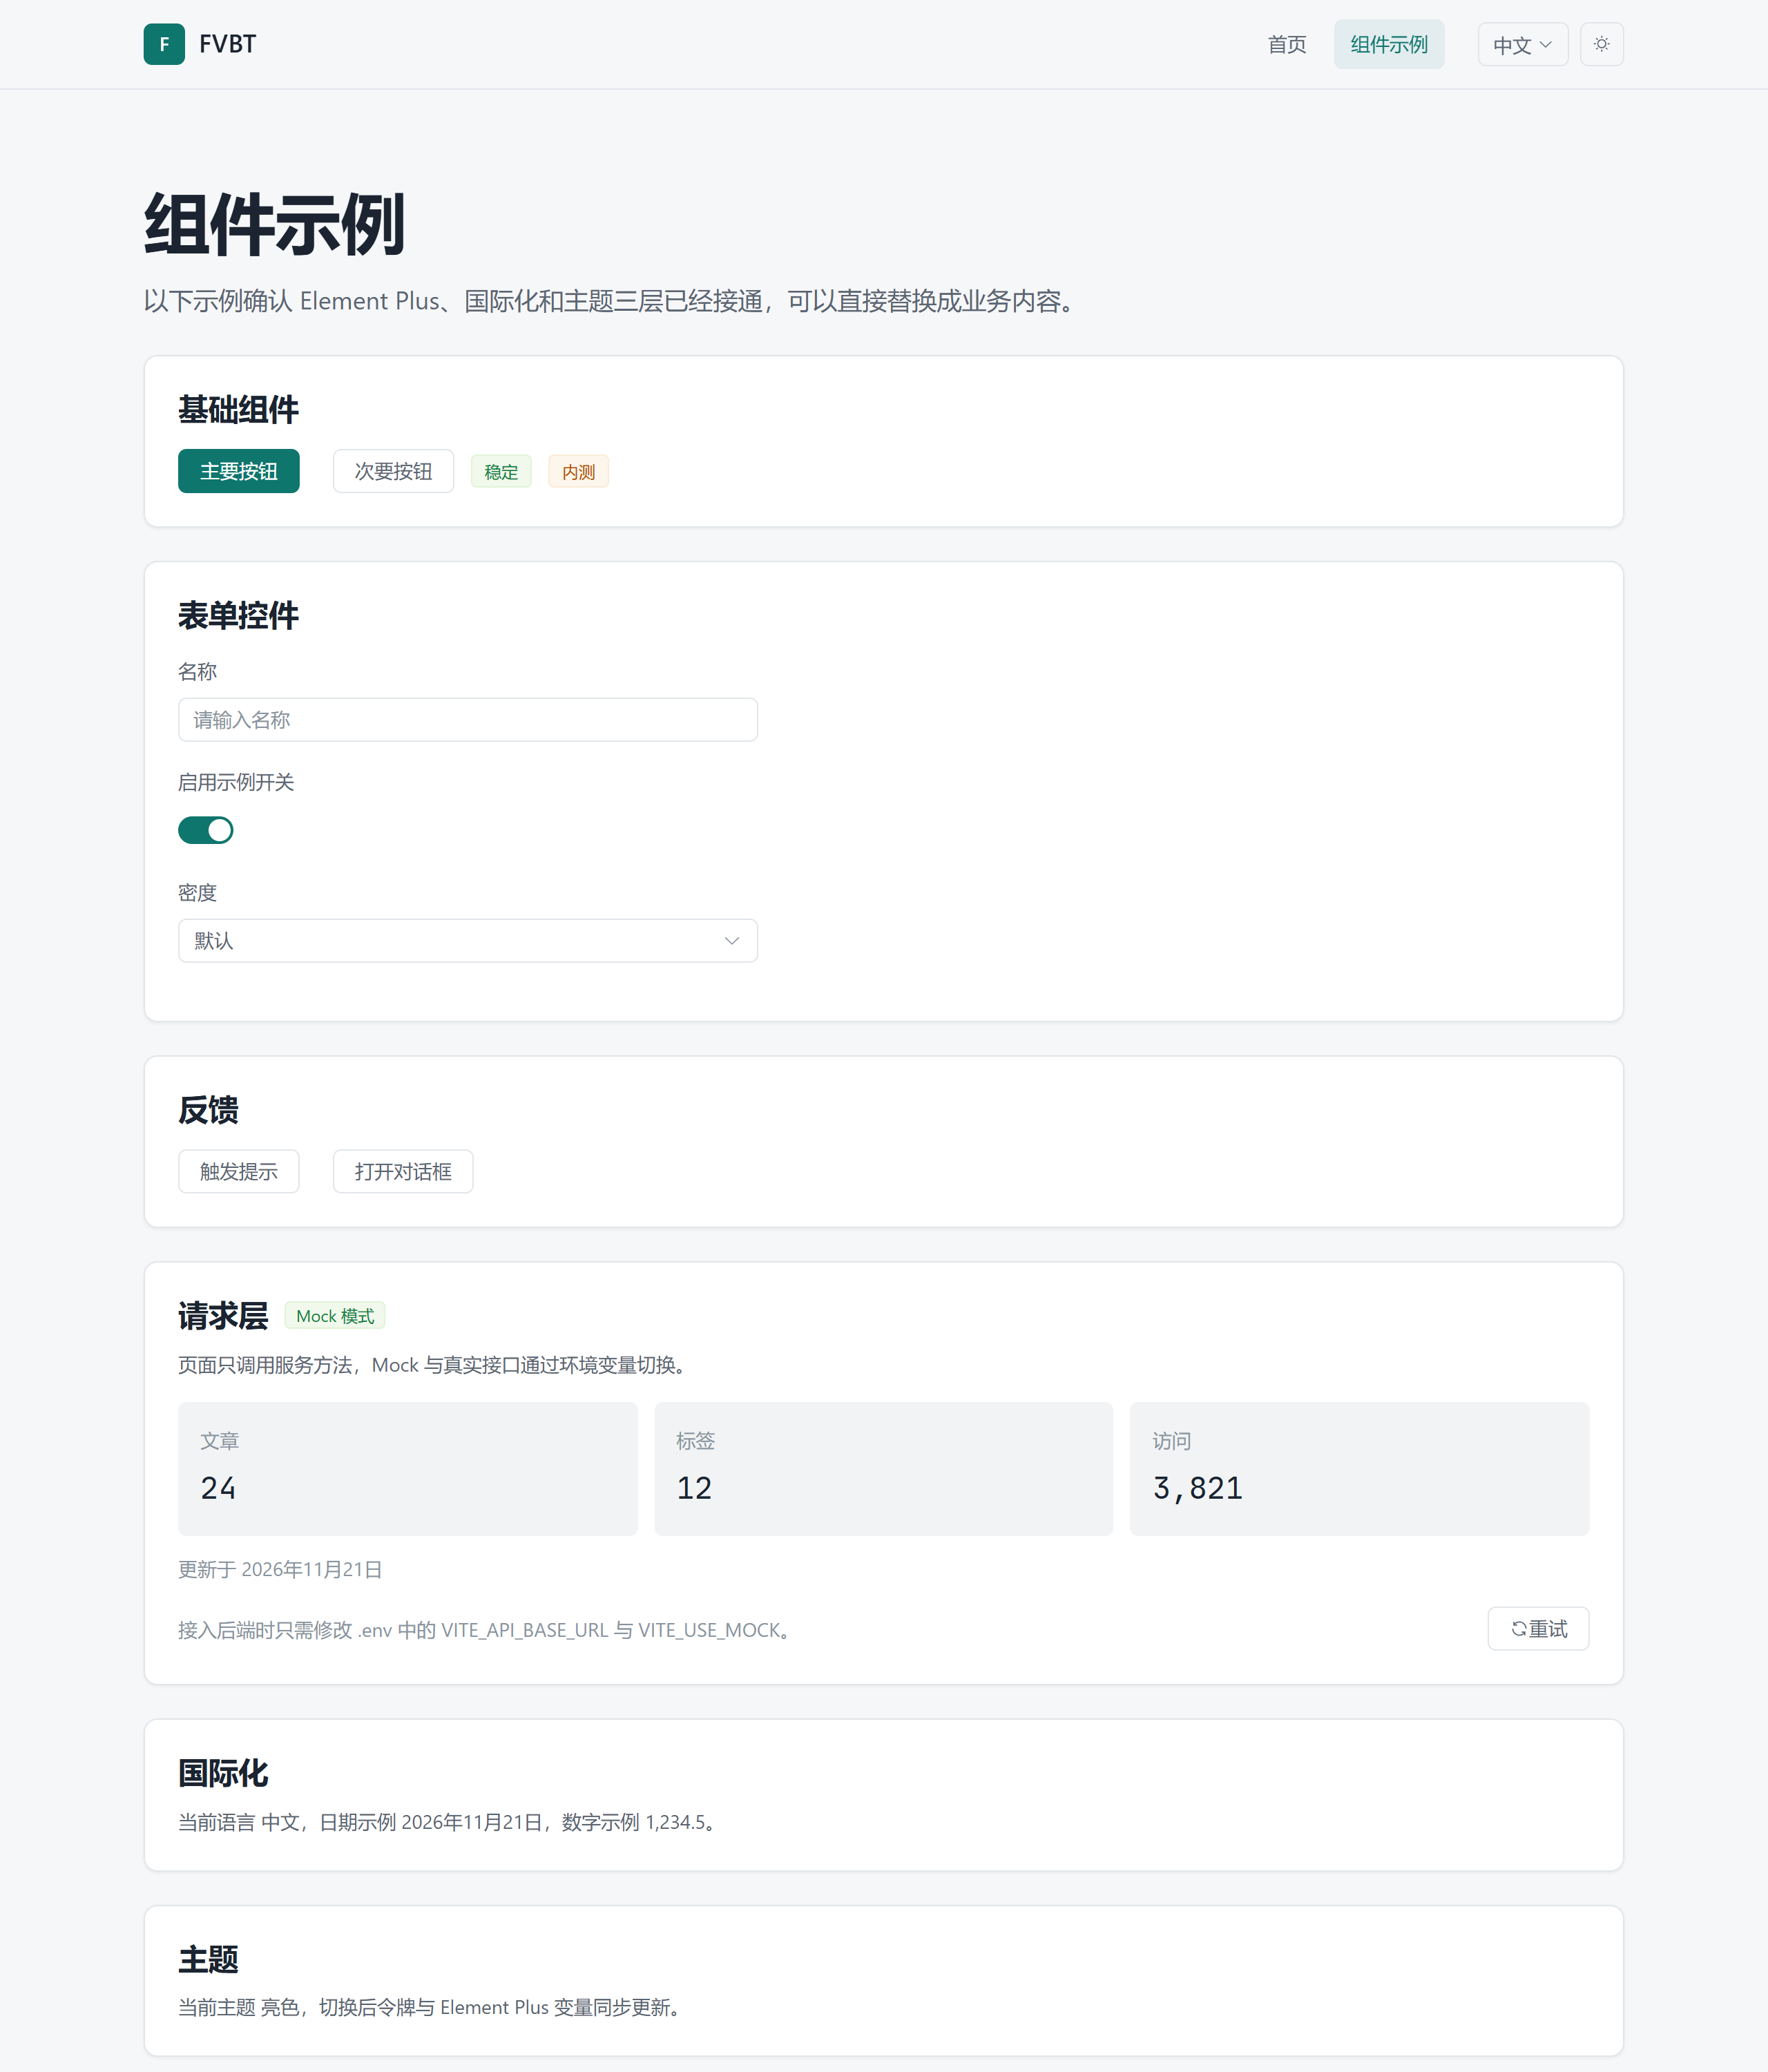 F FVBT
首页 组件示例 中文
组件示例
以下示例确认 Element Plus、国际化和主题三层已经接通，可以直接替换成业务内容。
基础组件
主要按钮 次要按钮 稳定 内测
表单控件
名称
请输入名称
启用示例开关
密度
默认
反馈
触发提示 打开对话框
请求层 Mock 模式
页面只调用服务方法，Mock 与真实接口通过环境变量切换。
文章 标签 访问
24 12 3,821
更新于 2026年11月21日
接入后端时只需修改 .env 中的 VITE_API_BASE_URL 与 VITE_USE_MOCK。 重试
国际化
当前语言 中文，日期示例 2026年11月21日，数字示例 1,234.5。
主题
当前主题 亮色，切换后令牌与 Element Plus 变量同步更新。